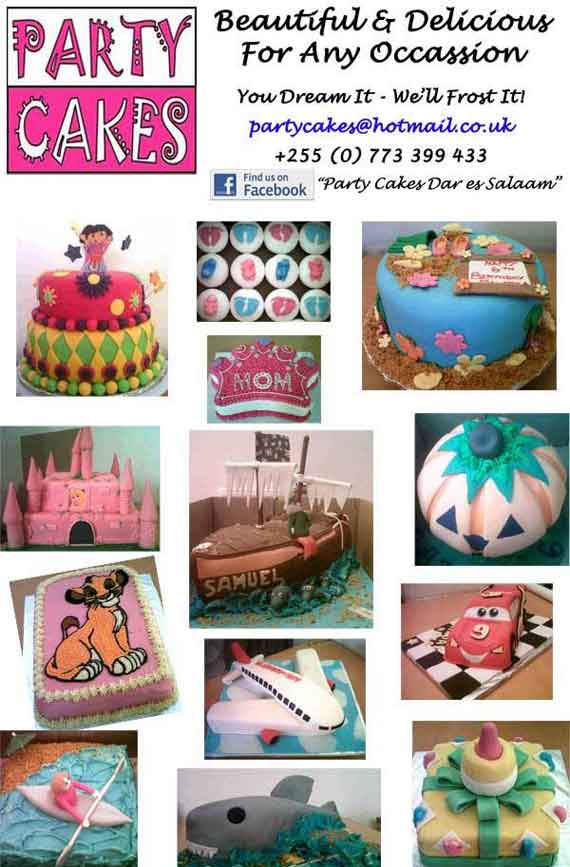 PARTY
CAKES
Beautiful & Delicious
For Any Occassion
You Dream It - We'll Frost It!
partycakes@hotmail.co.uk
+255 (0) 773 399 433
f Find us on
Facebook
"Party Cakes Dar es Salaam"
MOM
SAMUEL
9